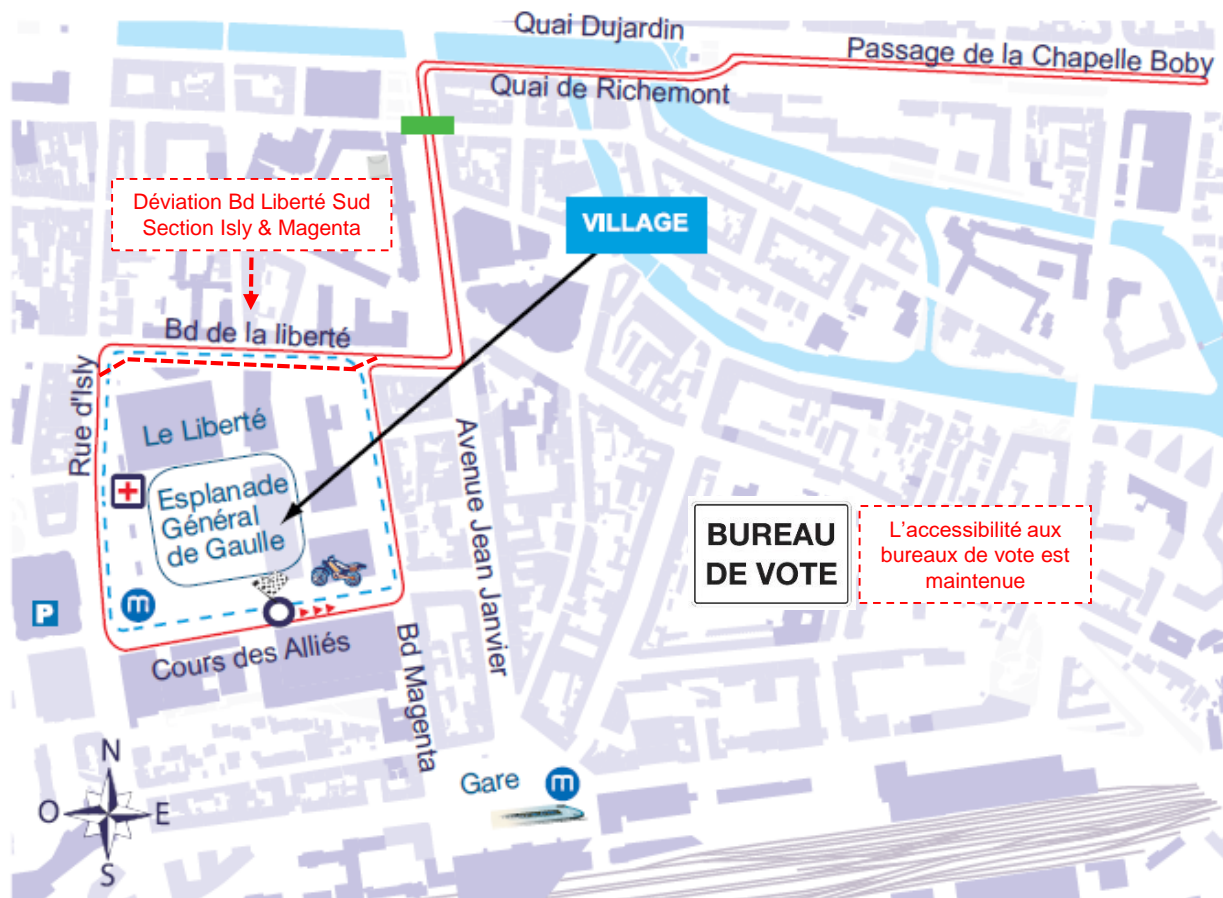 Quai Dujardin
Passage de la Chapelle Boby
Quai de Richemont
Déviation Bd Liberté Sud
Section Isly & Magenta
VILLAGE
Bd de la liberté
Rue d'Isly
Le Liberté
Esplanade
Général
de Gaulle
Avenue Jean Janvier
BUREAU
DE VOTE
L'accessibilité aux
bureaux de vote est
maintenue
m
P
Cours des Alliés
Bd Magenta
Gare
m
N
O
E
S